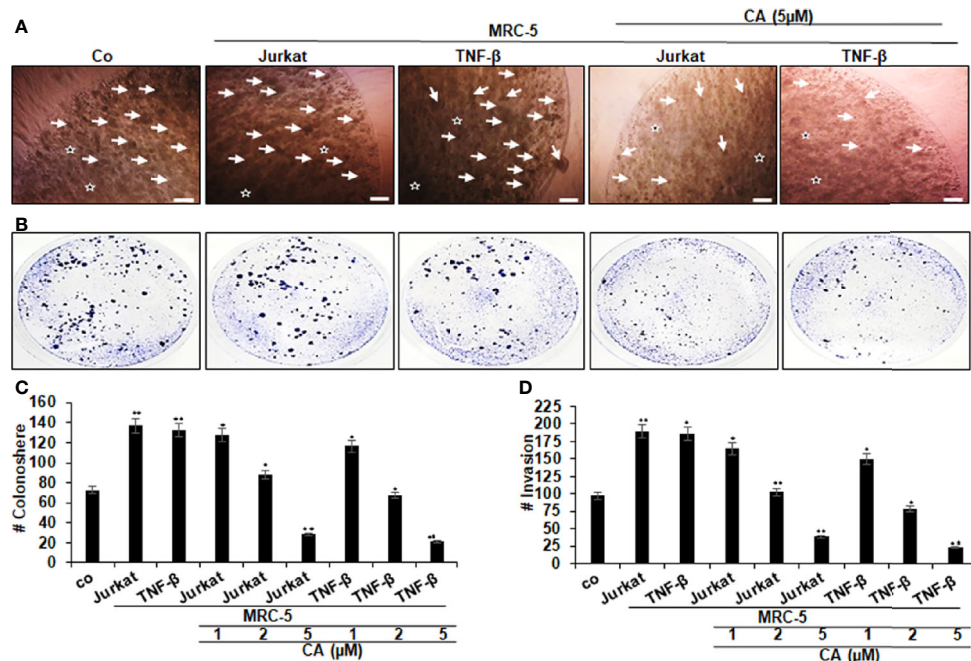 A
CA (5µM)
MRC-5
Co
Jurkat
TNF-β
Jurkat
TNF-β
B
C
D
# Colonoshere
160
140
120
100
80
60
40
20
0
** ** * * ** * * **
co
Jurkat
TNF-β
Jurkat
Jurkat
Jurkat
TNF-β
TNF-β
TNF-β
MRC-5
1 2 5 1 2 5
CA (µM)
# Invasion
225
200
175
150
125
100
75
50
25
0
** * * ** ** * * **
co
Jurkat
TNF-β
Jurkat
Jurkat
Jurkat
TNF-β
TNF-β
TNF-β
MRC-5
1 2 5 1 2 5
CA (µM)